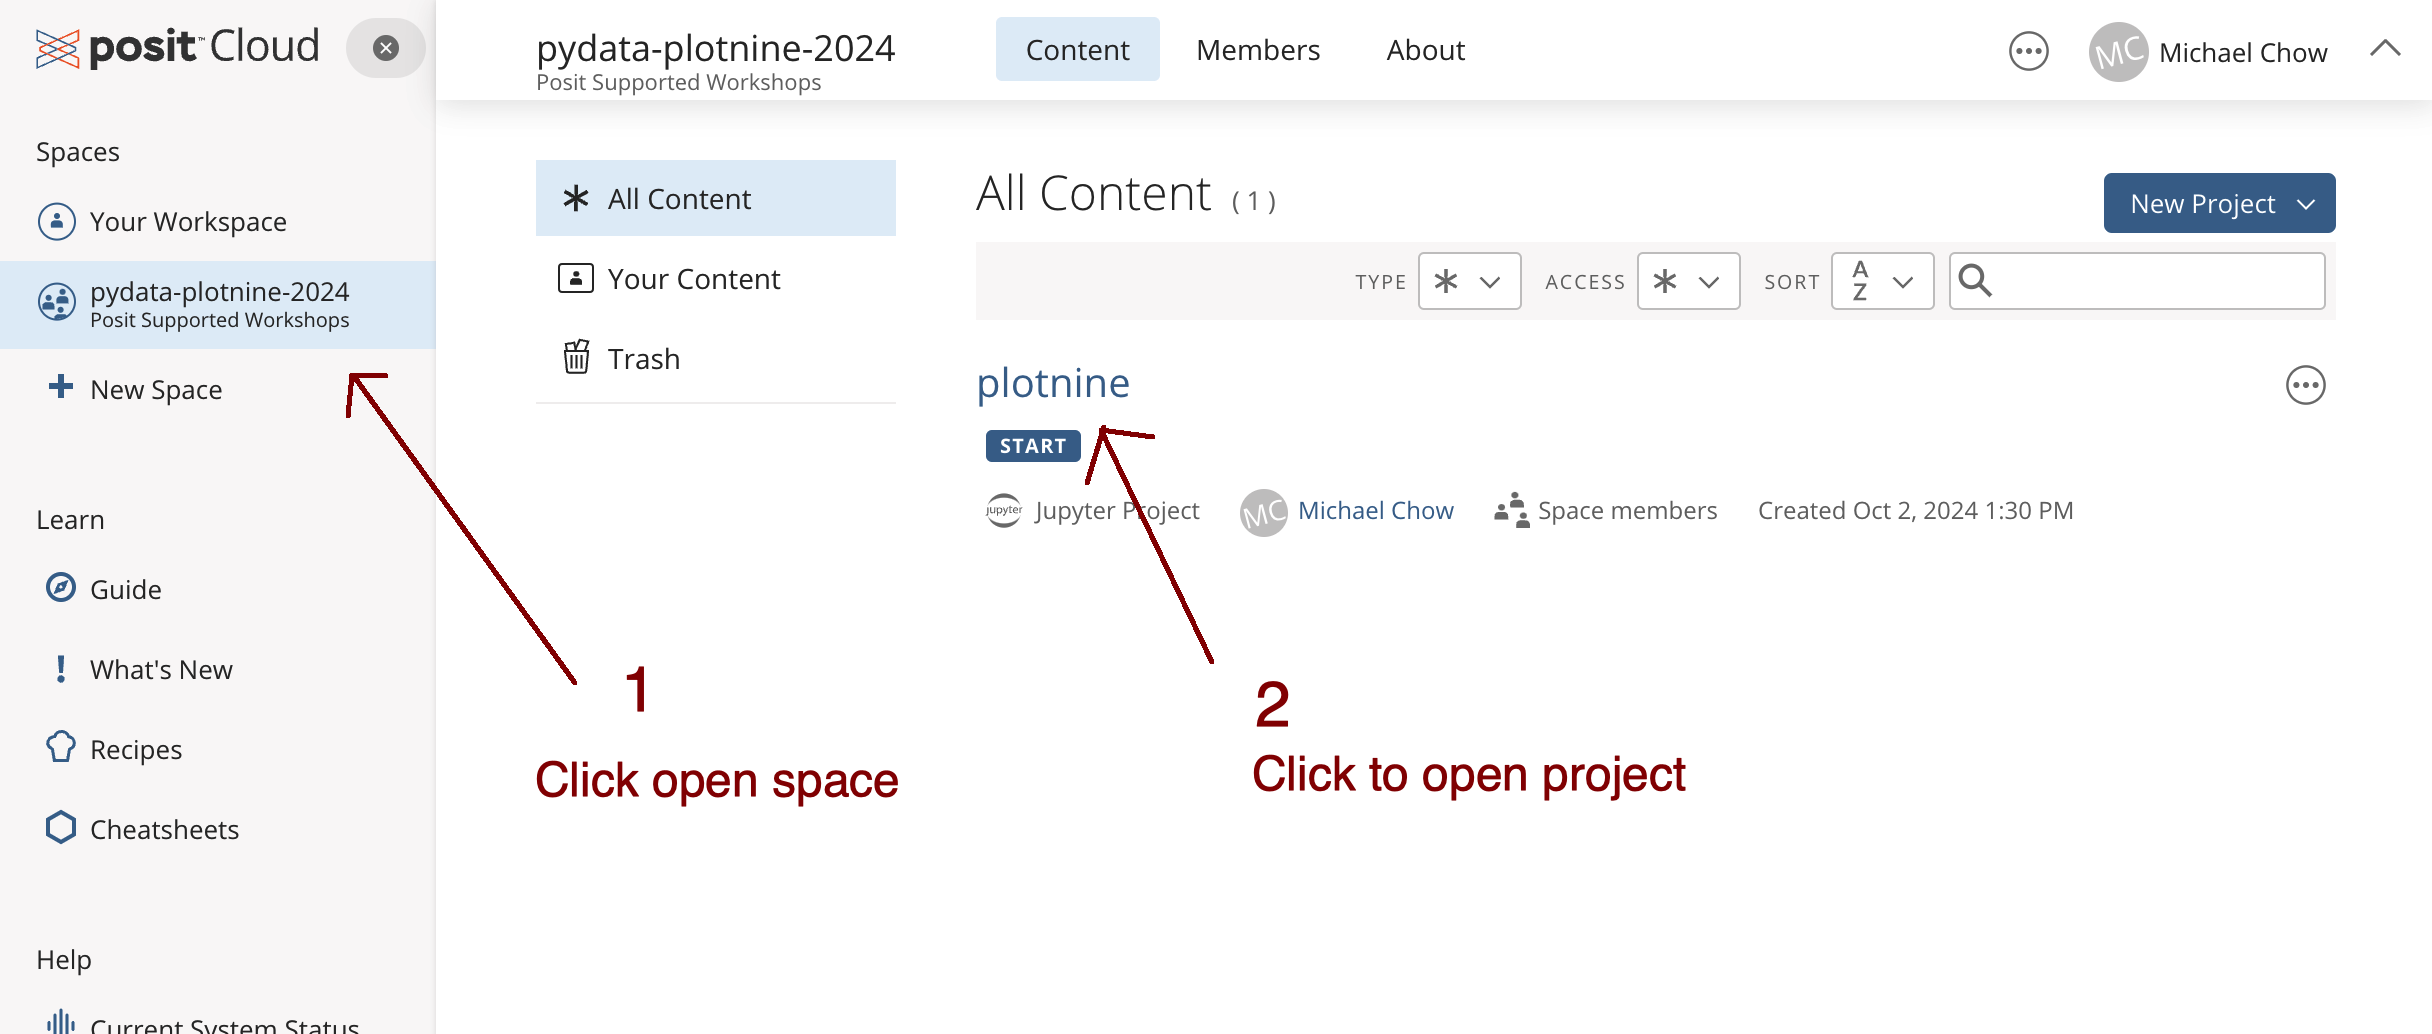 posit™ Cloud
Spaces
Your Workspace
pydata-plotnine-2024
Posit Supported Workshops
New Space
Learn
Guide
What's New
Recipes
Cheatsheets
Help
Current System Status
pydata-plotnine-2024
Posit Supported Workshops
Content
Members
About
MC
Michael Chow
All Content
Your Content
Trash
All Content ( 1 )
New Project
TYPE
ACCESS
SORT
A
Z
plotnine
START
jupyter
Jupyter Project
MC
Michael Chow
Space members
Created Oct 2, 2024 1:30 PM
1
Click open space
2
Click to open project